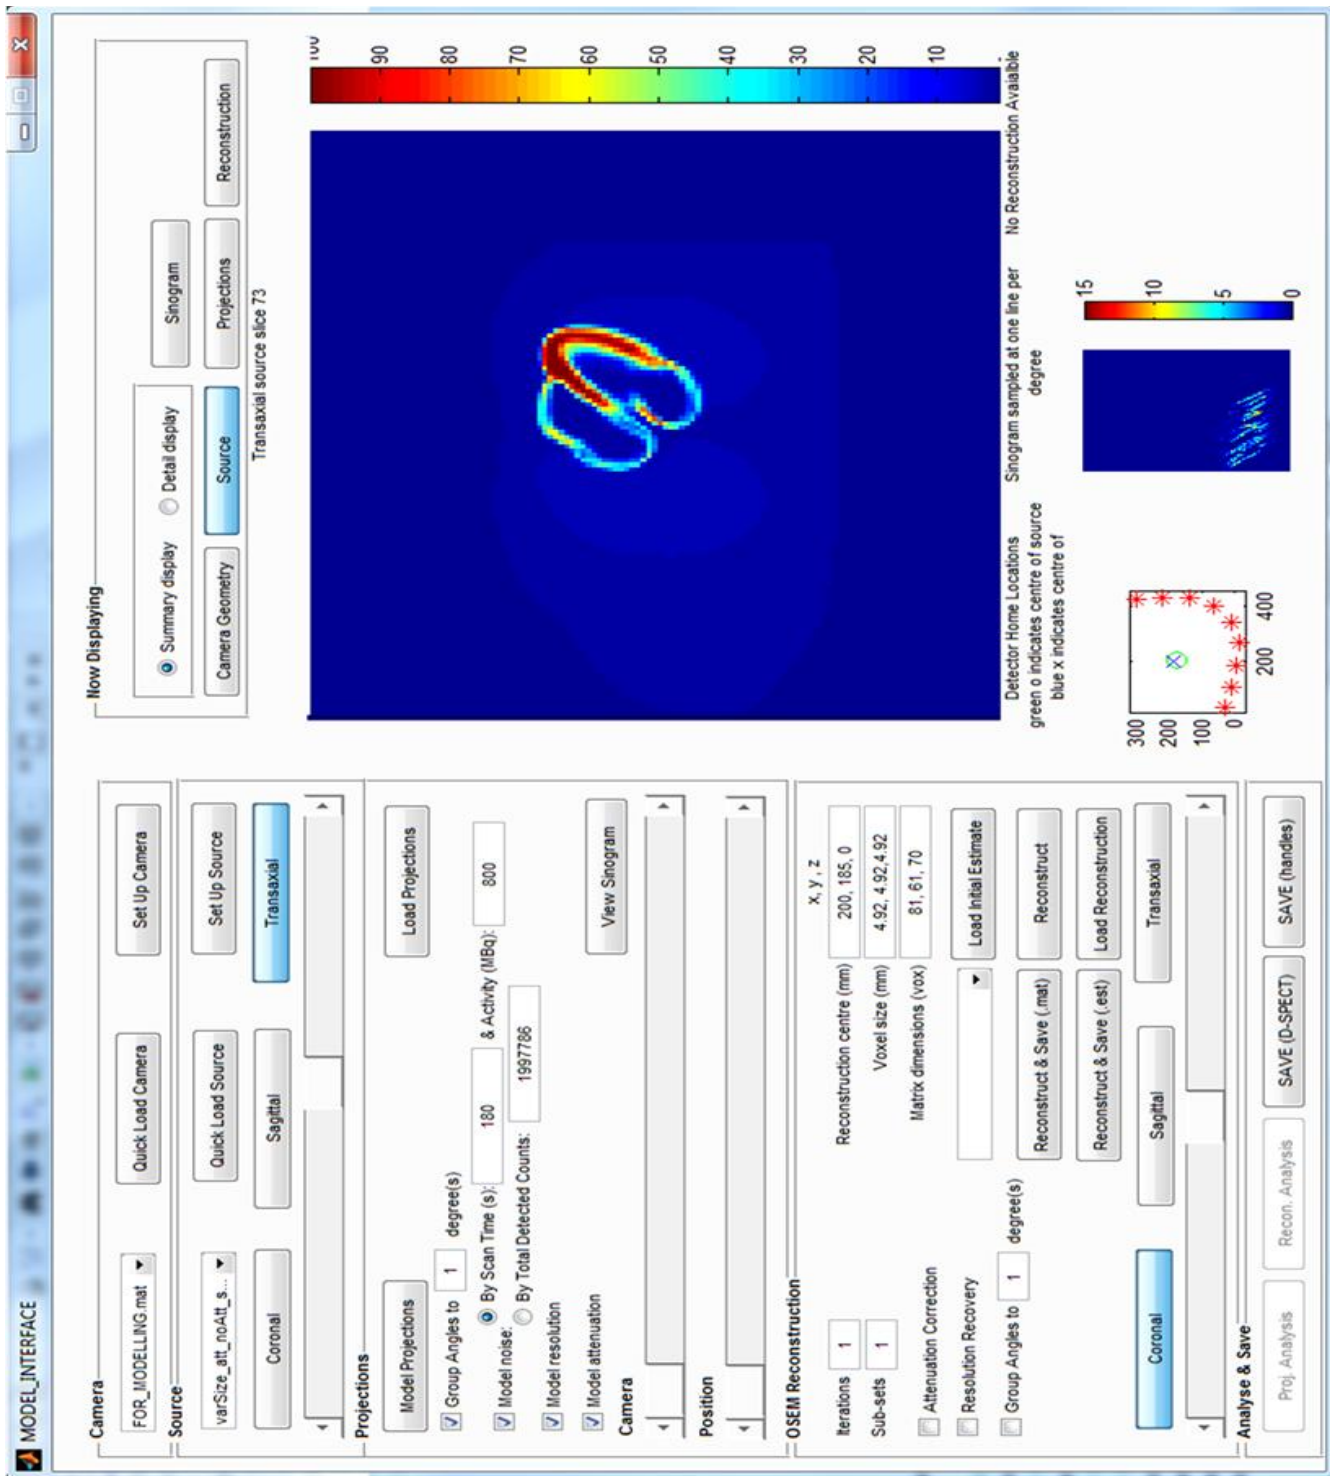 MODEL_INTERFACE
Camera
FOR_MODELLING.mat
Quick Load Camera
Set Up Camera
Source
varSize_att_noAtt_s...
Quick Load Source
Set Up Source
Coronal
Sagittal
Transaxial
Projections
Model Projections
Load Projections
Group Angles to 1 degree(s)
Model noise:
By Scan Time (s): 180 & Activity (MBq): 800
By Total Detected Counts: 1997786
Model resolution
Model attenuation
View Sinogram
Camera
Position
OSEM Reconstruction
x, y, z
Iterations 1
Reconstruction centre (mm) 200, 185, 0
Sub-sets 1
Voxel size (mm) 4.92, 4.92,4.92
Matrix dimensions (vox) 81, 61, 70
Attenuation Correction
Resolution Recovery
Load Initial Estimate
Group Angles to 1 degree(s)
Reconstruct & Save (.mat)
Reconstruct
Reconstruct & Save (.est)
Load Reconstruction
Coronal
Sagittal
Transaxial
Analyse & Save
Proj. Analysis
Recon. Analysis
SAVE (D-SPECT)
SAVE (handles)
Now Displaying
Summary display
Detail display
Sinogram
Camera Geometry
Source
Projections
Reconstruction
Transaxial source slice 73
100
90
80
70
60
50
40
30
20
10
Detector Home Locations
green o indicates centre of source
blue x indicates centre of
300
200
100
0
200
400
Sinogram sampled at one line per
degree
15
10
5
0
No Reconstruction Avaialble